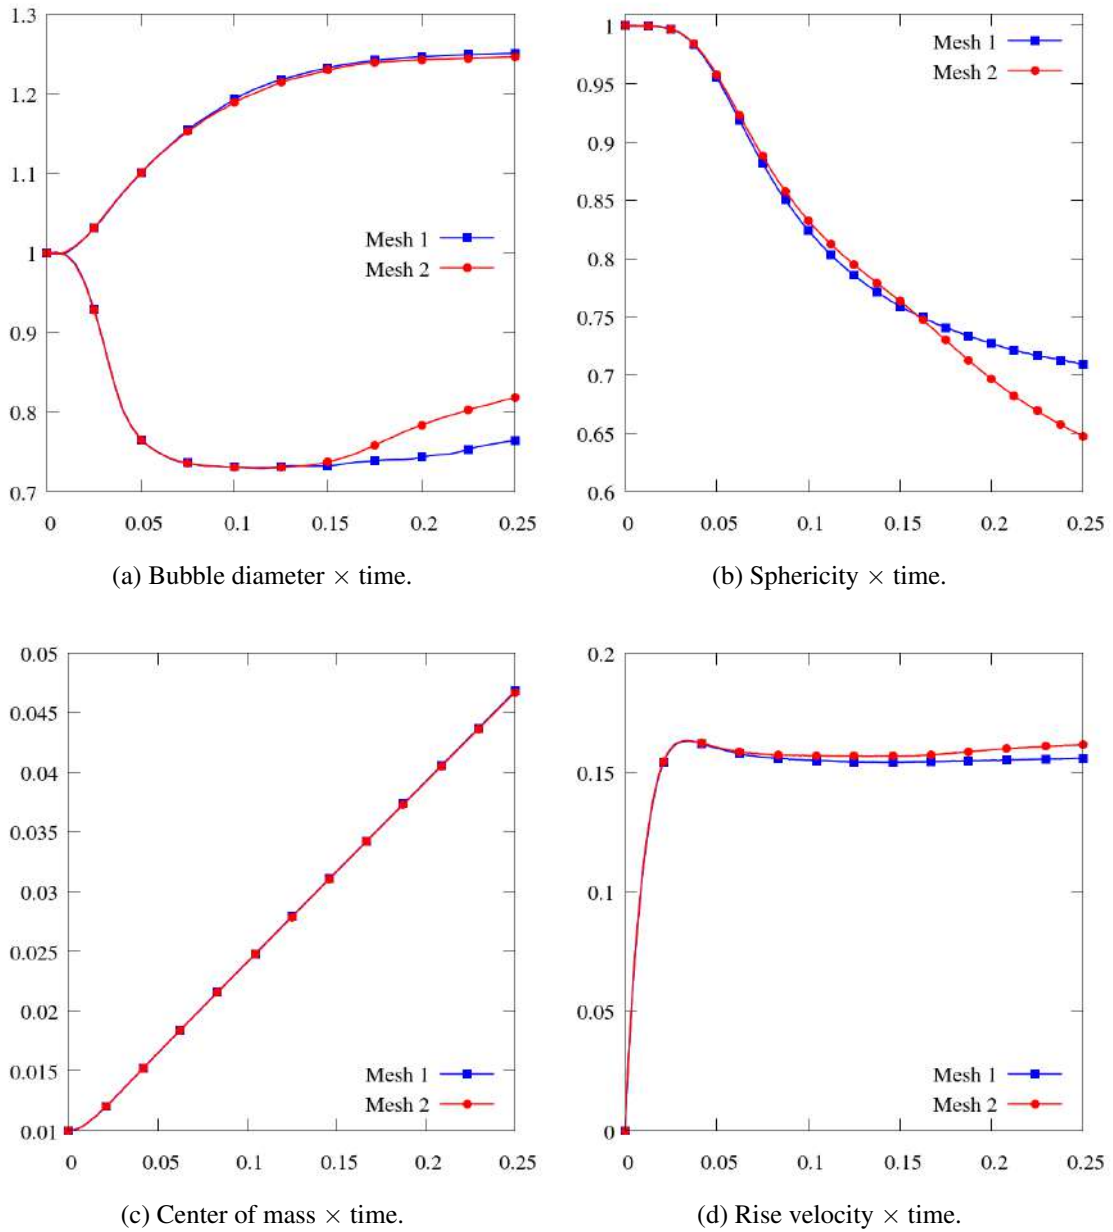 1.3
1.2
1.1
1
0.9
0.8
0.7
0 0.05 0.1 0.15 0.2 0.25
Mesh 1
Mesh 2
(a) Bubble diameter × time.
1
0.95
0.9
0.85
0.8
0.75
0.7
0.65
0.6
0 0.05 0.1 0.15 0.2 0.25
Mesh 1
Mesh 2
(b) Sphericity × time.
0.05
0.045
0.04
0.035
0.03
0.025
0.02
0.015
0.01
0 0.05 0.1 0.15 0.2 0.25
Mesh 1
Mesh 2
(c) Center of mass × time.
0.2
0.15
0.1
0.05
0
0 0.05 0.1 0.15 0.2 0.25
Mesh 1
Mesh 2
(d) Rise velocity × time.